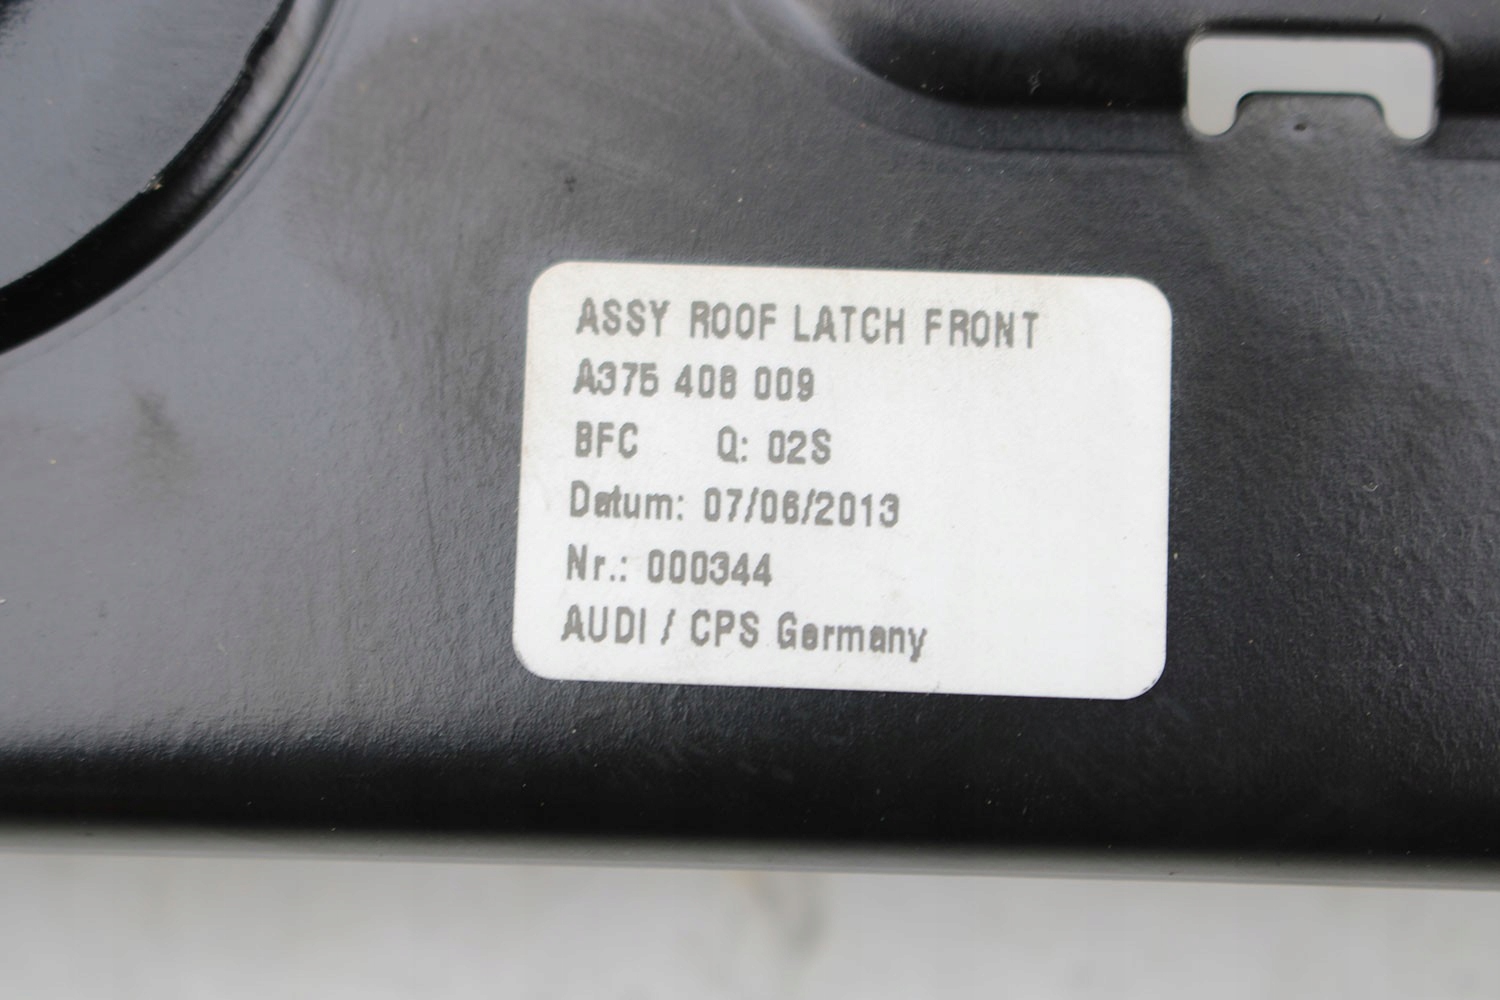 ASSY ROOF LATCH FRONT
A375 408 009
BFC Q: 02S
Datum: 07/06/2013
Nr.: 000344
AUDI / CPS Germany